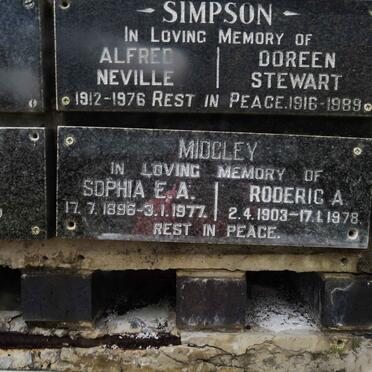 - SIMPSON -
IN LOVING MEMORY OF
ALFRED NEVILLE
DOREEN STEWART
1912-1976 REST IN PEACE. 1916-1989
MIDGLEY
IN LOVING MEMORY OF
SOPHIA E. A. RODERIC A.
17. 7. 1896-3.1.1977. 2.4.1903-17.1.1978.
REST IN PEACE.